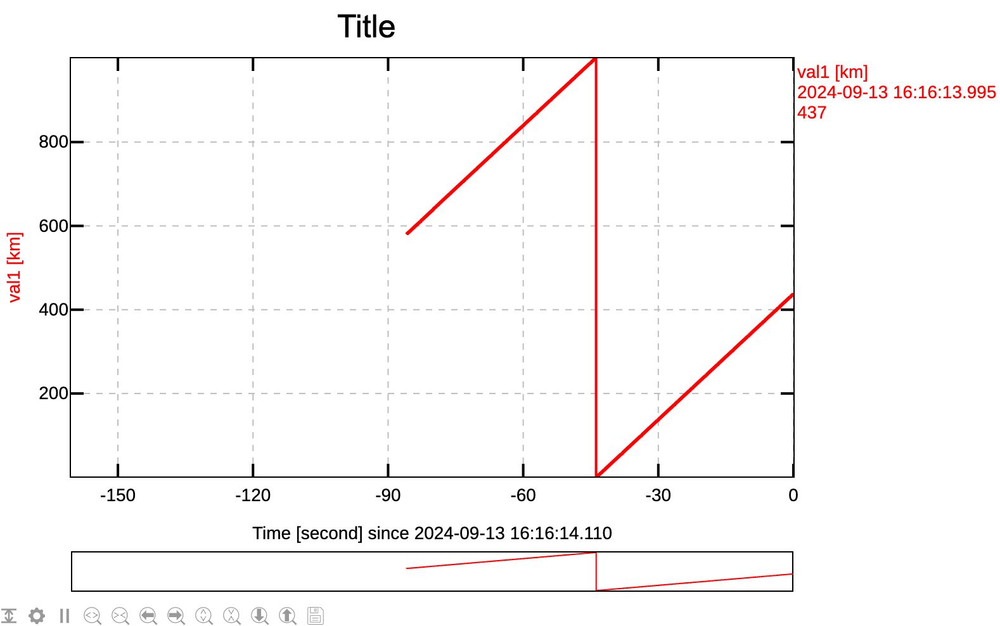 Title
val1 [km]
2024-09-13 16:16:13.995
437
800
600
400
200
val1 [km]
-150 -120 -90 -60 -30 0
Time [second] since 2024-09-13 16:16:14.110